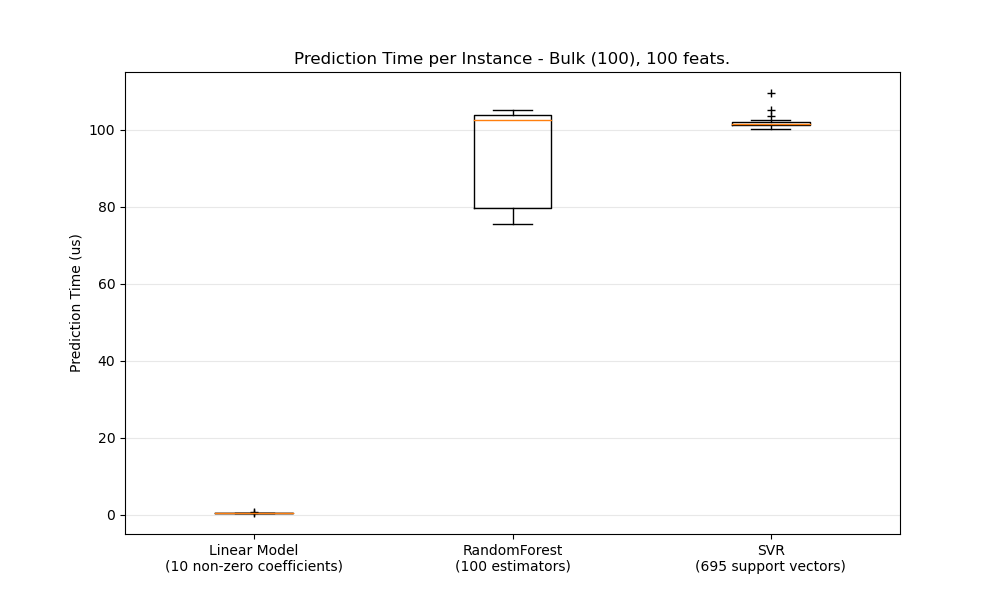 Prediction Time per Instance - Bulk (100), 100 feats.
Prediction Time (us)
100
80
60
40
20
0
Linear Model
(10 non-zero coefficients)
RandomForest
(100 estimators)
SVR
(695 support vectors)